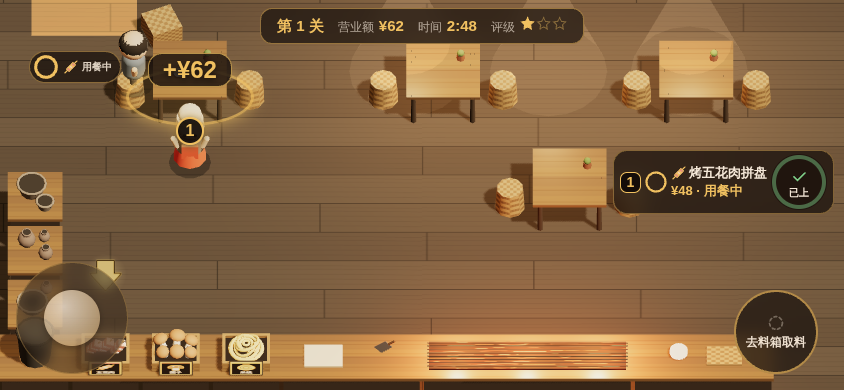 第 1 关 营业额 ¥62 时间 2:48 评级
用餐中
+¥62
1
1 烤五花肉拼盘
¥48 · 用餐中
已上
去料箱取料